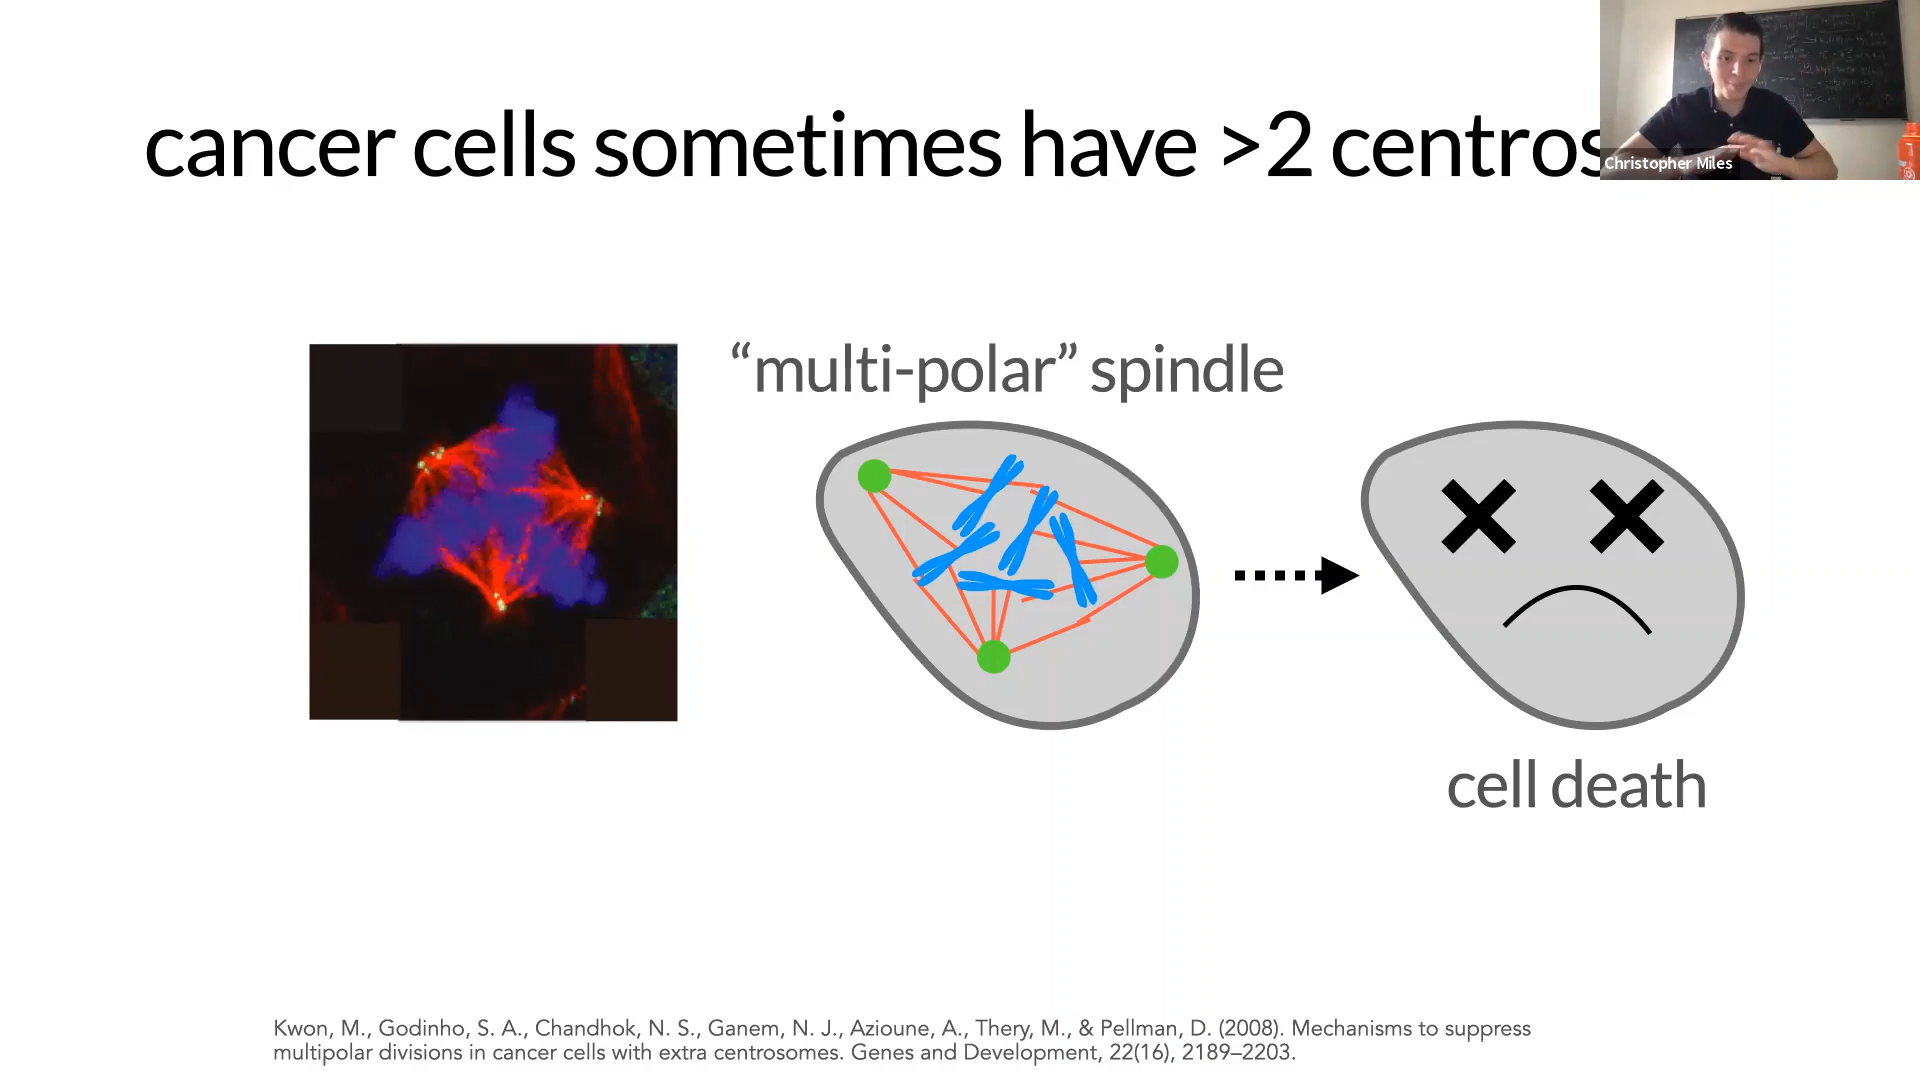 cancer cells sometimes have >2 centros
Christopher Miles
“multi-polar” spindle
cell death
Kwon, M., Godinho, S. A., Chandhok, N. S., Ganem, N. J., Azioune, A., Thery, M., & Pellman, D. (2008). Mechanisms to suppress
multipolar divisions in cancer cells with extra centrosomes. Genes and Development, 22(16), 2189–2203.